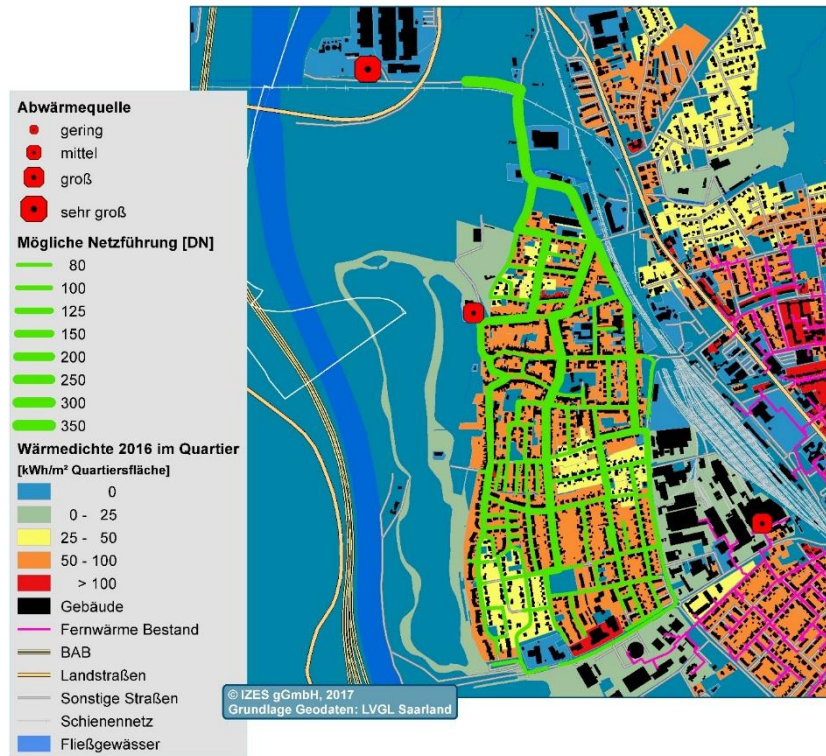 Abwärmequelle
gering
mittel
groß
sehr groß
Mögliche Netzführung [DN]
80
100
125
150
200
250
300
350
Wärmedichte 2016 im Quartier
[kWh/m² Quartiersfläche]
0
0 - 25
25 - 50
50 - 100
> 100
Gebäude
Fernwärme Bestand
BAB
Landstraßen
Sonstige Straßen
Schienennetz
Fließgewässer
© IZES gGmbH, 2017
Grundlage Geodaten: LVGL Saarland